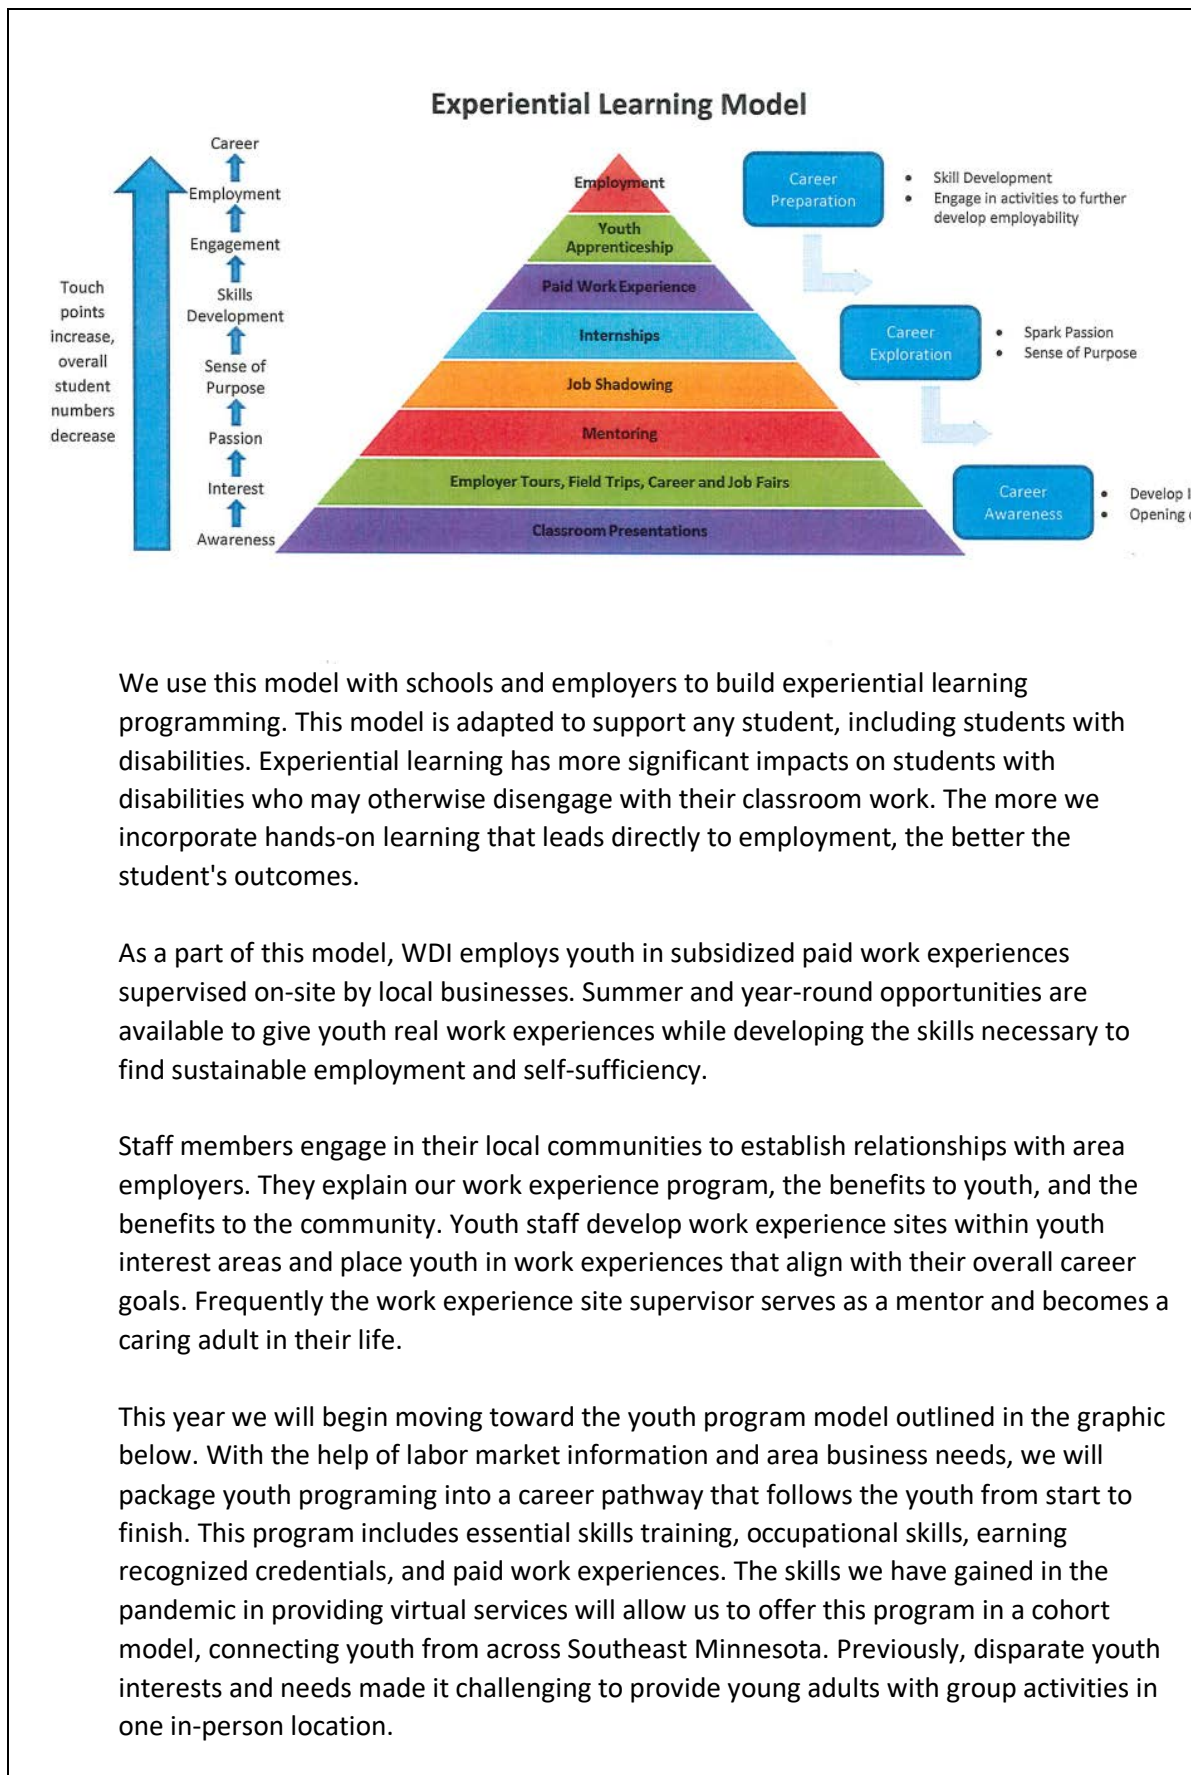 Experiential Learning Model
Touch
points
increase,
overall
student
numbers
decrease
Career
Employment
Engagement
Skills
Development
Sense of
Purpose
Passion
Interest
Awareness
Employment
Youth
Apprenticeship
Paid Work Experience
Internships
Job Shadowing
Mentoring
Employer Tours, Field Trips, Career and Job Fairs
Classroom Presentations
Career
Preparation
• Skill Development
• Engage in activities to further
develop employability
Career
Exploration
• Spark Passion
• Sense of Purpose
Career
Awareness
• Develop
• Opening
We use this model with schools and employers to build experiential learning
programming. This model is adapted to support any student, including students with
disabilities. Experiential learning has more significant impacts on students with
disabilities who may otherwise disengage with their classroom work. The more we
incorporate hands-on learning that leads directly to employment, the better the
student's outcomes.
As a part of this model, WDI employs youth in subsidized paid work experiences
supervised on-site by local businesses. Summer and year-round opportunities are
available to give youth real work experiences while developing the skills necessary to
find sustainable employment and self-sufficiency.
Staff members engage in their local communities to establish relationships with area
employers. They explain our work experience program, the benefits to youth, and the
benefits to the community. Youth staff develop work experience sites within youth
interest areas and place youth in work experiences that align with their overall career
goals. Frequently the work experience site supervisor serves as a mentor and becomes a
caring adult in their life.
This year we will begin moving toward the youth program model outlined in the graphic
below. With the help of labor market information and area business needs, we will
package youth programing into a career pathway that follows the youth from start to
finish. This program includes essential skills training, occupational skills, earning
recognized credentials, and paid work experiences. The skills we have gained in the
pandemic in providing virtual services will allow us to offer this program in a cohort
model, connecting youth from across Southeast Minnesota. Previously, disparate youth
interests and needs made it challenging to provide young adults with group activities in
one in-person location.